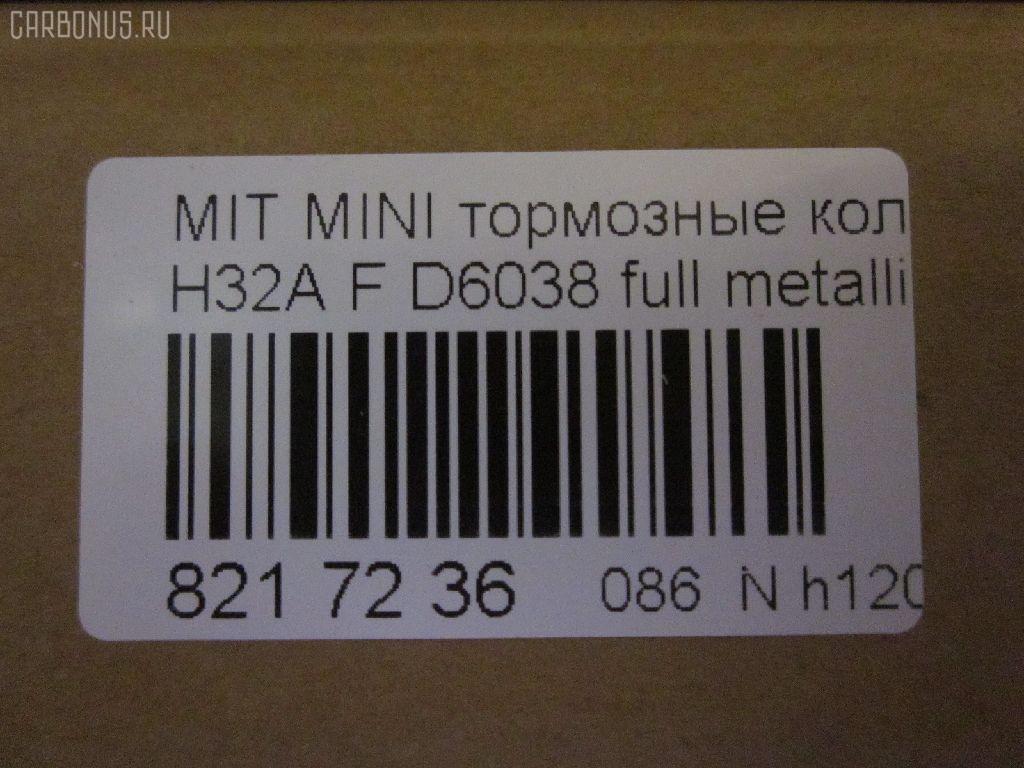 CARBONUS.RU
MIT MINI тормозные кол
H32A F D6038 full metalli
821 72 36 086 N h120